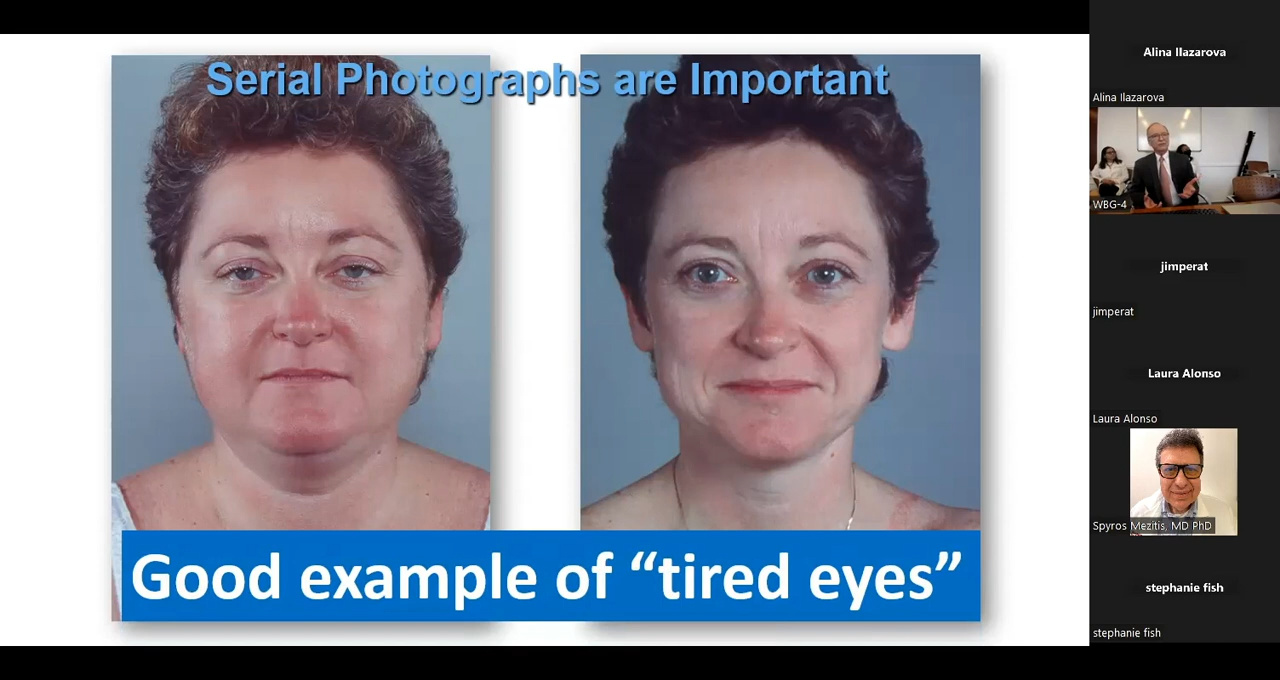 Serial Photographs are Important
Good example of “tired eyes”
Alina Ilazarova
Alina Ilazarova
WBG-4
jimperat
jimperat
Laura Alonso
Laura Alonso
Spyros Mezitis, MD PhD
stephanie fish
stephanie fish